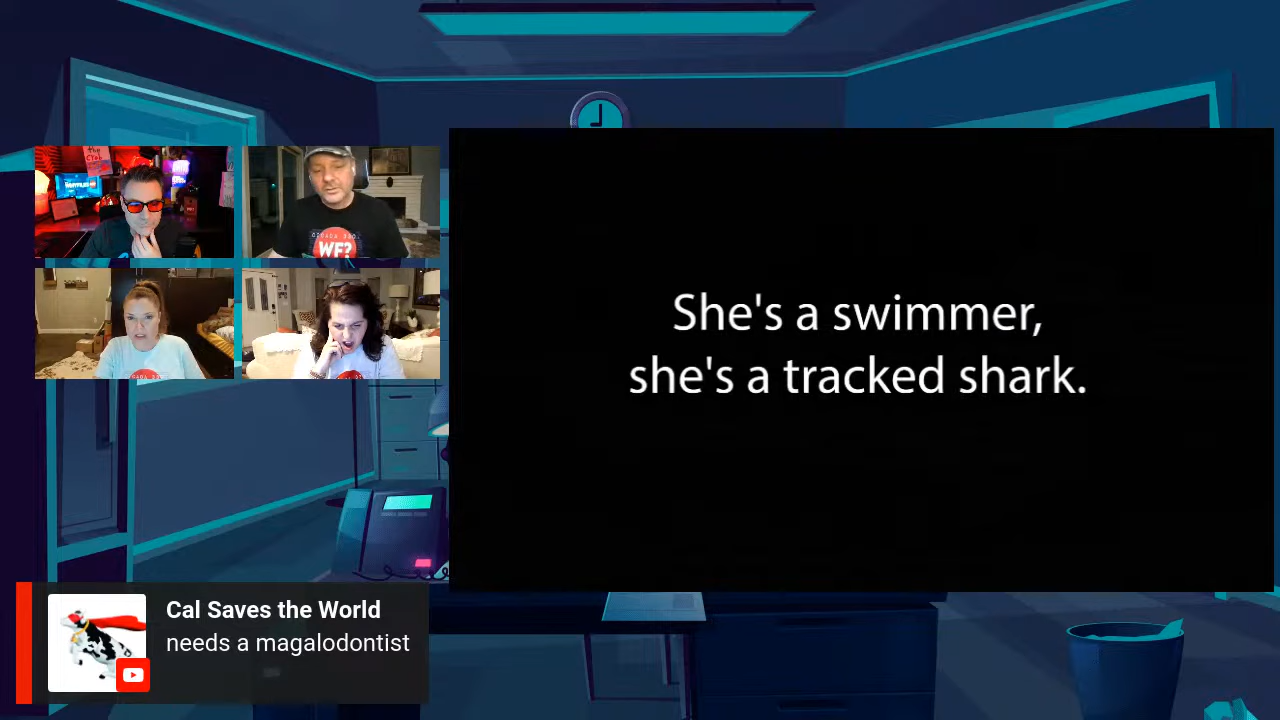 She's a swimmer,
she's a tracked shark.
Cal Saves the World
needs a magalodontist
WF?